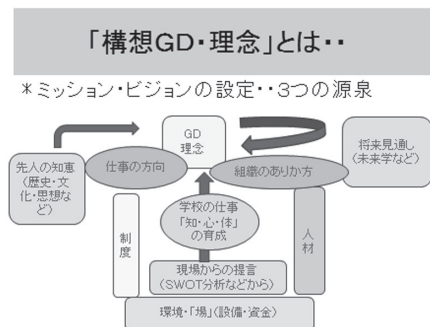 「構想GD・理念」とは・・
*ミッション・ビジョンの設定・・3つの源泉
GD
理念
将来見通し
(未来学など)
先人の知恵
(歴史・文
化・思想な
ど)
仕事の方向
組織のありか方
学校の仕事
「知・心・体」
の育成
制
度
人
材
現場からの提言
(SWOT分析などから)
環境・「場」(設備・資金)